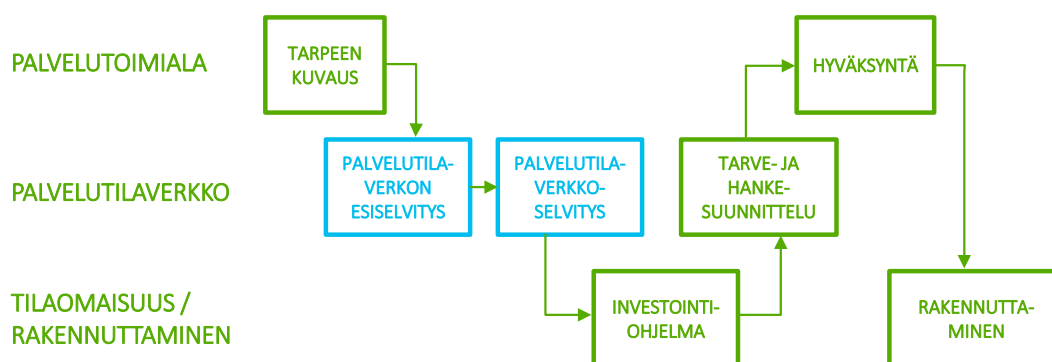 PALVELUTOIMIALA
TARPEEN
KUVAUS
HYVÄKSYNTÄ
PALVELUTILAVERKKO
PALVELUTILA-
VERKON
ESISELVITYS
PALVELUTILA-
VERKKO-
SELVITYS
TARVE- JA
HANKE-
SUUNNITTELU
TILAOMAISUUS /
RAKENNUTTAMINEN
INVESTOINTI-
OHJELMA
RAKENNUTTA-
MINEN